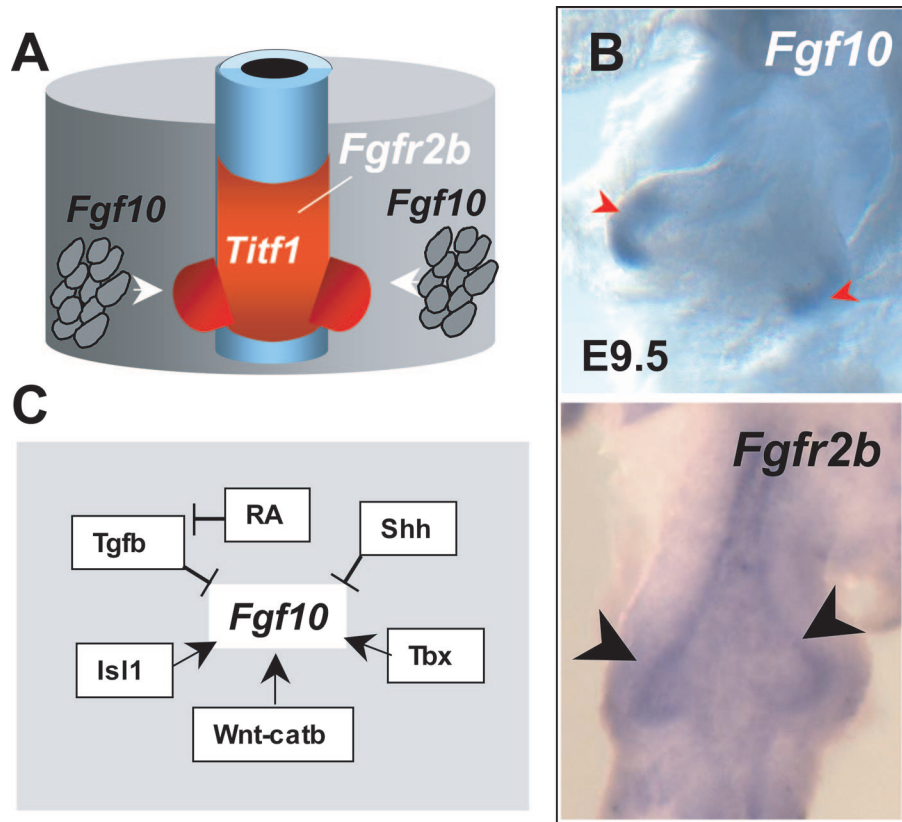 A
Fgfr2b
Fgf10
Fgf10
Titf1
B
Fgf10
E9.5
Fgfr2b
C
RA
Tgfb
Shh
Fgf10
Isl1
Tbx
Wnt-catb